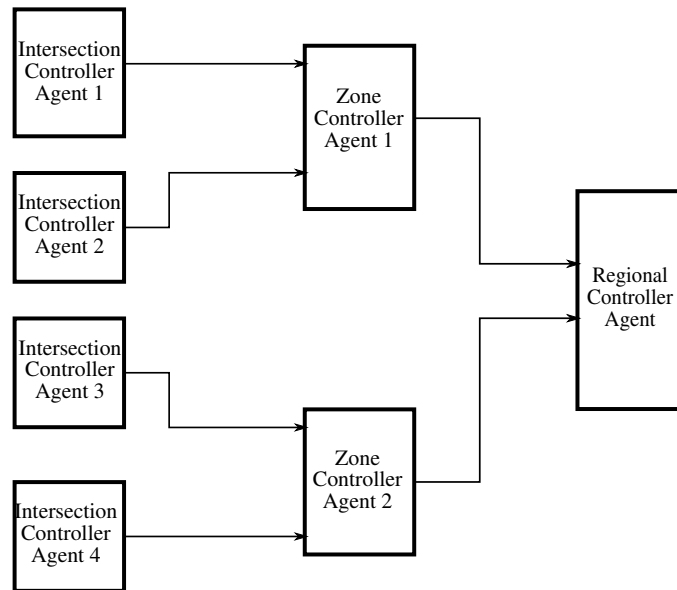 Intersection
Controller
Agent 1
Zone
Controller
Agent 1
Intersection
Controller
Agent 2
Regional
Controller
Agent
Intersection
Controller
Agent 3
Zone
Controller
Agent 2
Intersection
Controller
Agent 4